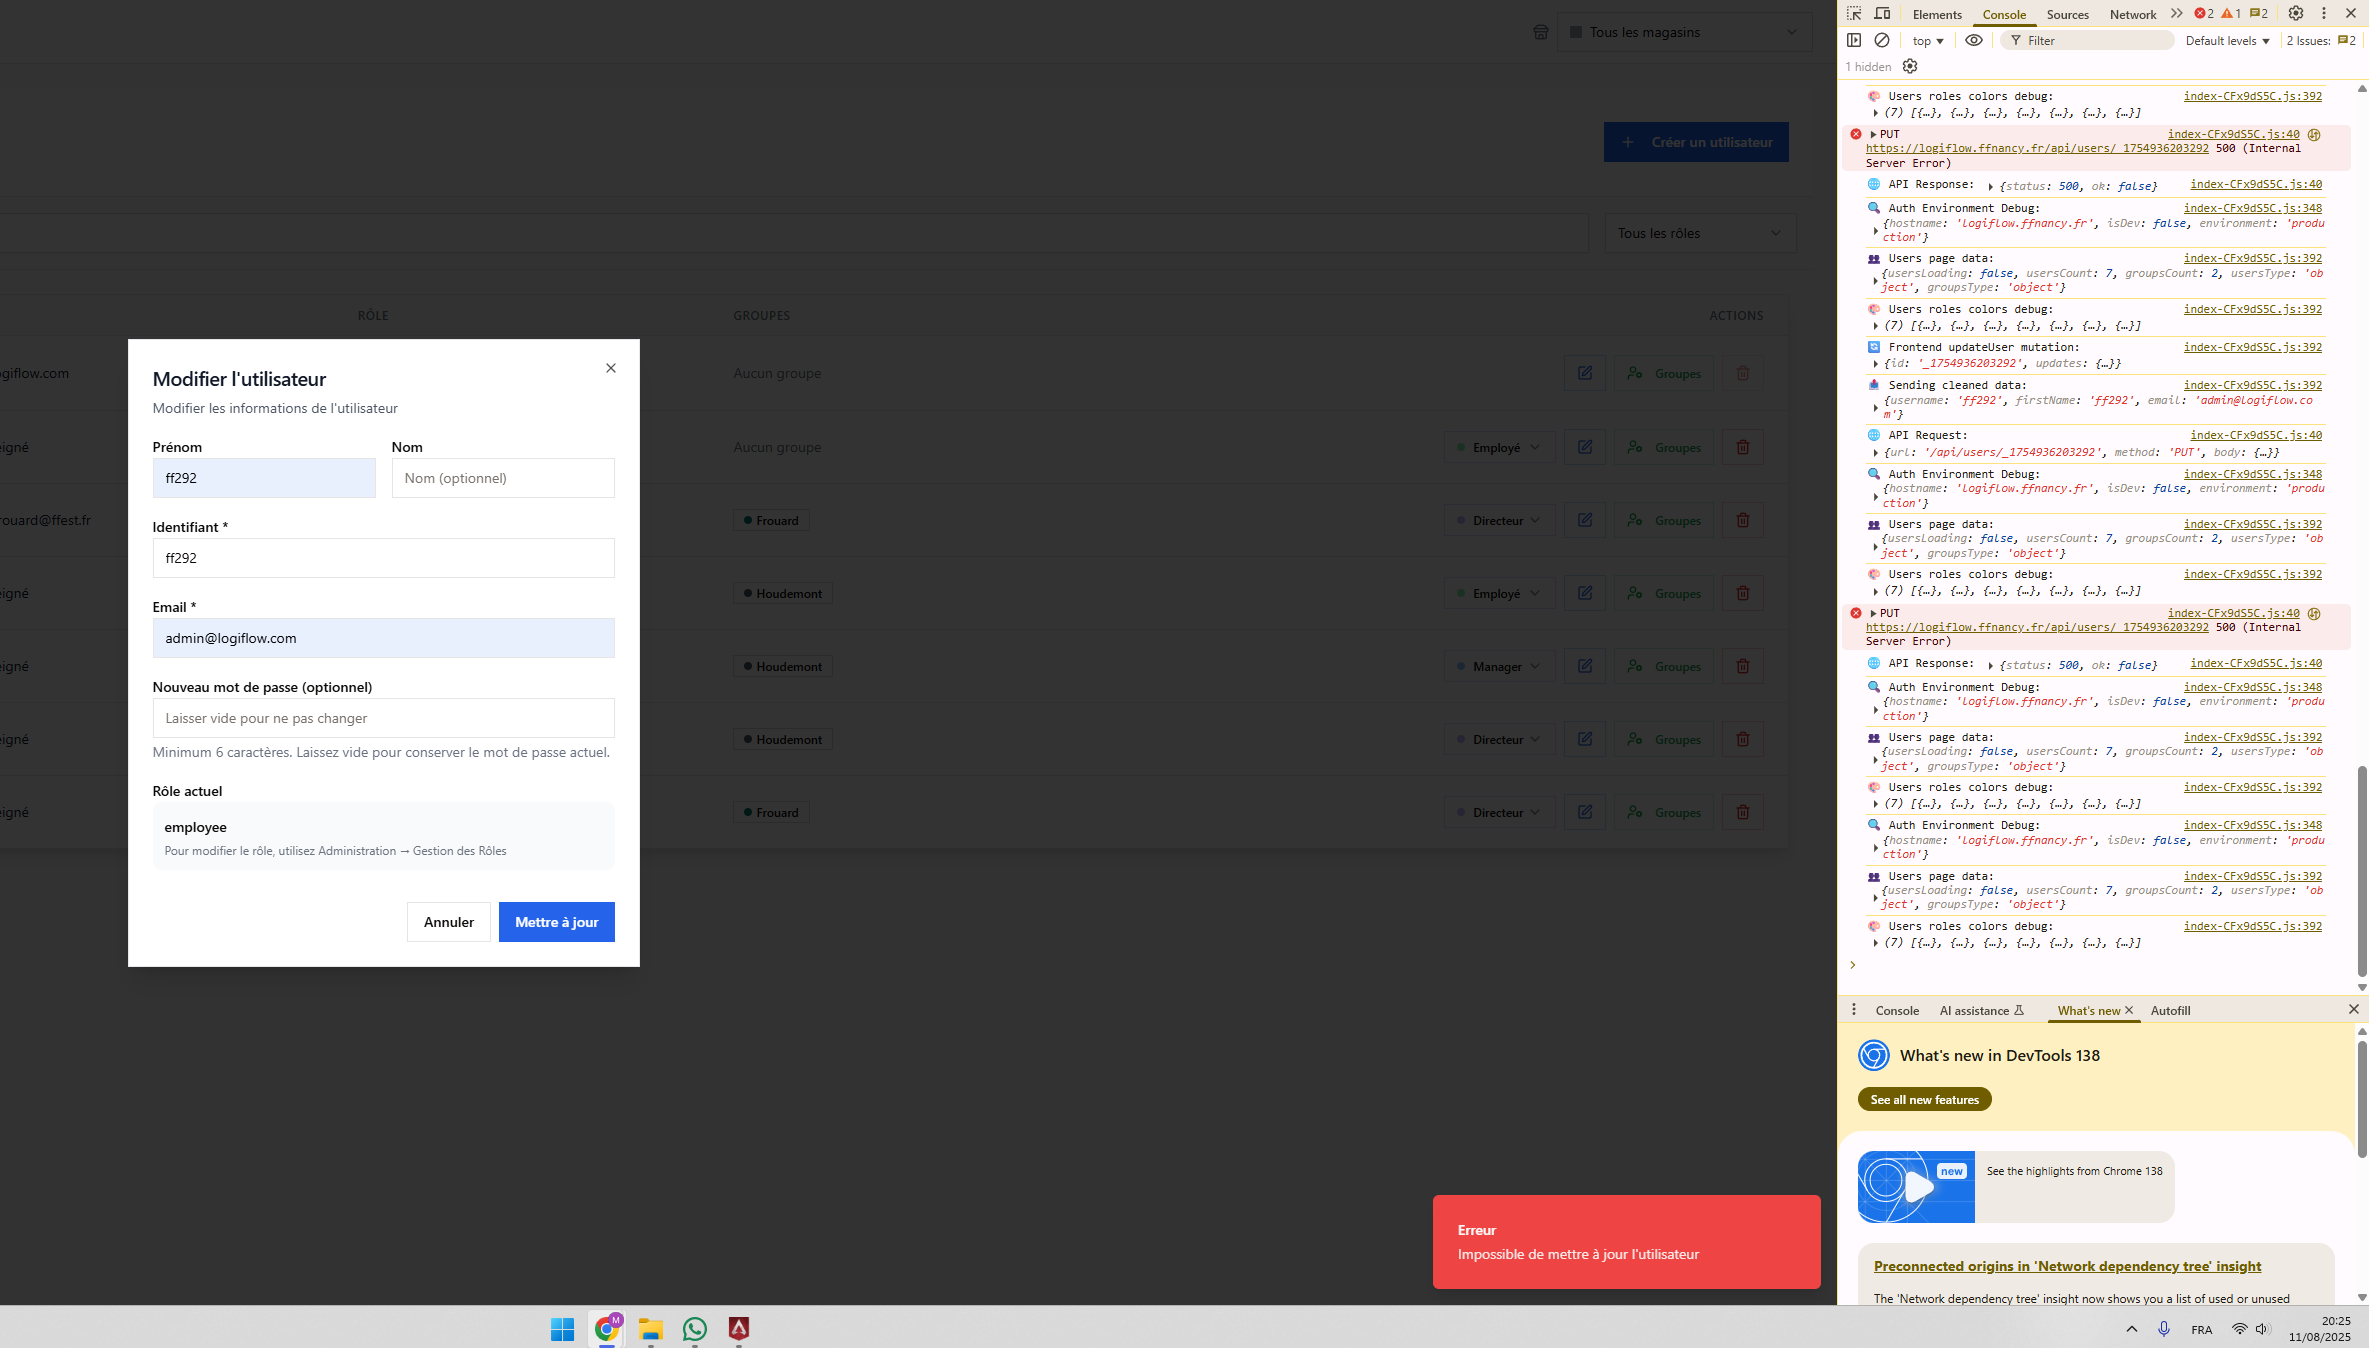 Tous les magasins
Créer un utilisateur
Tous les rôles
RÔLE
GROUPES
ACTIONS
giflow.com
Aucun groupe
Groupes
eigné
Aucun groupe
Employé
Groupes
rouard@ffest.fr
Frouard
Directeur
Groupes
eigné
Houdemont
Employé
Groupes
eigné
Houdemont
Manager
Groupes
eigné
Houdemont
Directeur
Groupes
eigné
Frouard
Directeur
Groupes
Modifier l'utilisateur
Modifier les informations de l'utilisateur
Prénom
Nom
ff292
Nom (optionnel)
Identifiant *
ff292
Email *
admin@logiflow.com
Nouveau mot de passe (optionnel)
Laisser vide pour ne pas changer
Minimum 6 caractères. Laissez vide pour conserver le mot de passe actuel.
Rôle actuel
employee
Pour modifier le rôle, utilisez Administration → Gestion des Rôles
Annuler
Mettre à jour
Erreur
Impossible de mettre à jour l'utilisateur
Elements Console Sources Network 2 1 2
top Filter Default levels 2 Issues: 2
1 hidden
Users roles colors debug: index-CFx9dS5C.js:392
(7) [{…}, {…}, {…}, {…}, {…}, {…}, {…}]
PUT index-CFx9dS5C.js:40
https://logiflow.ffnancy.fr/api/users/_1754936203292 500 (Internal
Server Error)
API Response: {status: 500, ok: false} index-CFx9dS5C.js:40
Auth Environment Debug: index-CFx9dS5C.js:348
{hostname: 'logiflow.ffnancy.fr', isDev: false, environment: 'produ
ction'}
Users page data: index-CFx9dS5C.js:392
{usersLoading: false, usersCount: 7, groupsCount: 2, usersType: 'ob
ject', groupsType: 'object'}
Users roles colors debug: index-CFx9dS5C.js:392
(7) [{…}, {…}, {…}, {…}, {…}, {…}, {…}]
Frontend updateUser mutation: index-CFx9dS5C.js:392
{id: '_1754936203292', updates: {…}}
Sending cleaned data: index-CFx9dS5C.js:392
{username: 'ff292', firstName: 'ff292', email: 'admin@logiflow.co
m'}
API Request: index-CFx9dS5C.js:40
{url: '/api/users/_1754936203292', method: 'PUT', body: {…}}
Auth Environment Debug: index-CFx9dS5C.js:348
{hostname: 'logiflow.ffnancy.fr', isDev: false, environment: 'produ
ction'}
Users page data: index-CFx9dS5C.js:392
{usersLoading: false, usersCount: 7, groupsCount: 2, usersType: 'ob
ject', groupsType: 'object'}
Users roles colors debug: index-CFx9dS5C.js:392
(7) [{…}, {…}, {…}, {…}, {…}, {…}, {…}]
PUT index-CFx9dS5C.js:40
https://logiflow.ffnancy.fr/api/users/_1754936203292 500 (Internal
Server Error)
API Response: {status: 500, ok: false} index-CFx9dS5C.js:40
Auth Environment Debug: index-CFx9dS5C.js:348
{hostname: 'logiflow.ffnancy.fr', isDev: false, environment: 'produ
ction'}
Users page data: index-CFx9dS5C.js:392
{usersLoading: false, usersCount: 7, groupsCount: 2, usersType: 'ob
ject', groupsType: 'object'}
Users roles colors debug: index-CFx9dS5C.js:392
(7) [{…}, {…}, {…}, {…}, {…}, {…}, {…}]
Auth Environment Debug: index-CFx9dS5C.js:348
{hostname: 'logiflow.ffnancy.fr', isDev: false, environment: 'produ
ction'}
Users page data: index-CFx9dS5C.js:392
{usersLoading: false, usersCount: 7, groupsCount: 2, usersType: 'ob
ject', groupsType: 'object'}
Users roles colors debug: index-CFx9dS5C.js:392
(7) [{…}, {…}, {…}, {…}, {…}, {…}, {…}]
Console AI assistance What's new Autofill
What's new in DevTools 138
See all new features
new
See the highlights from Chrome 138
Preconnected origins in 'Network dependency tree' insight
The 'Network dependency tree' insight now shows you a list of used or unused
M
FRA
20:25
11/08/2025